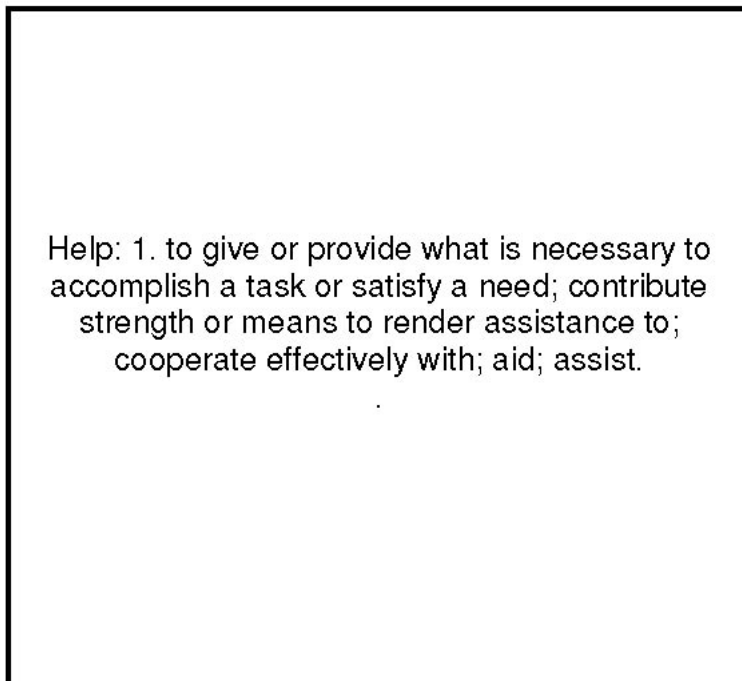 Help: 1. to give or provide what is necessary to
accomplish a task or satisfy a need; contribute
strength or means to render assistance to;
cooperate effectively with; aid; assist.
.